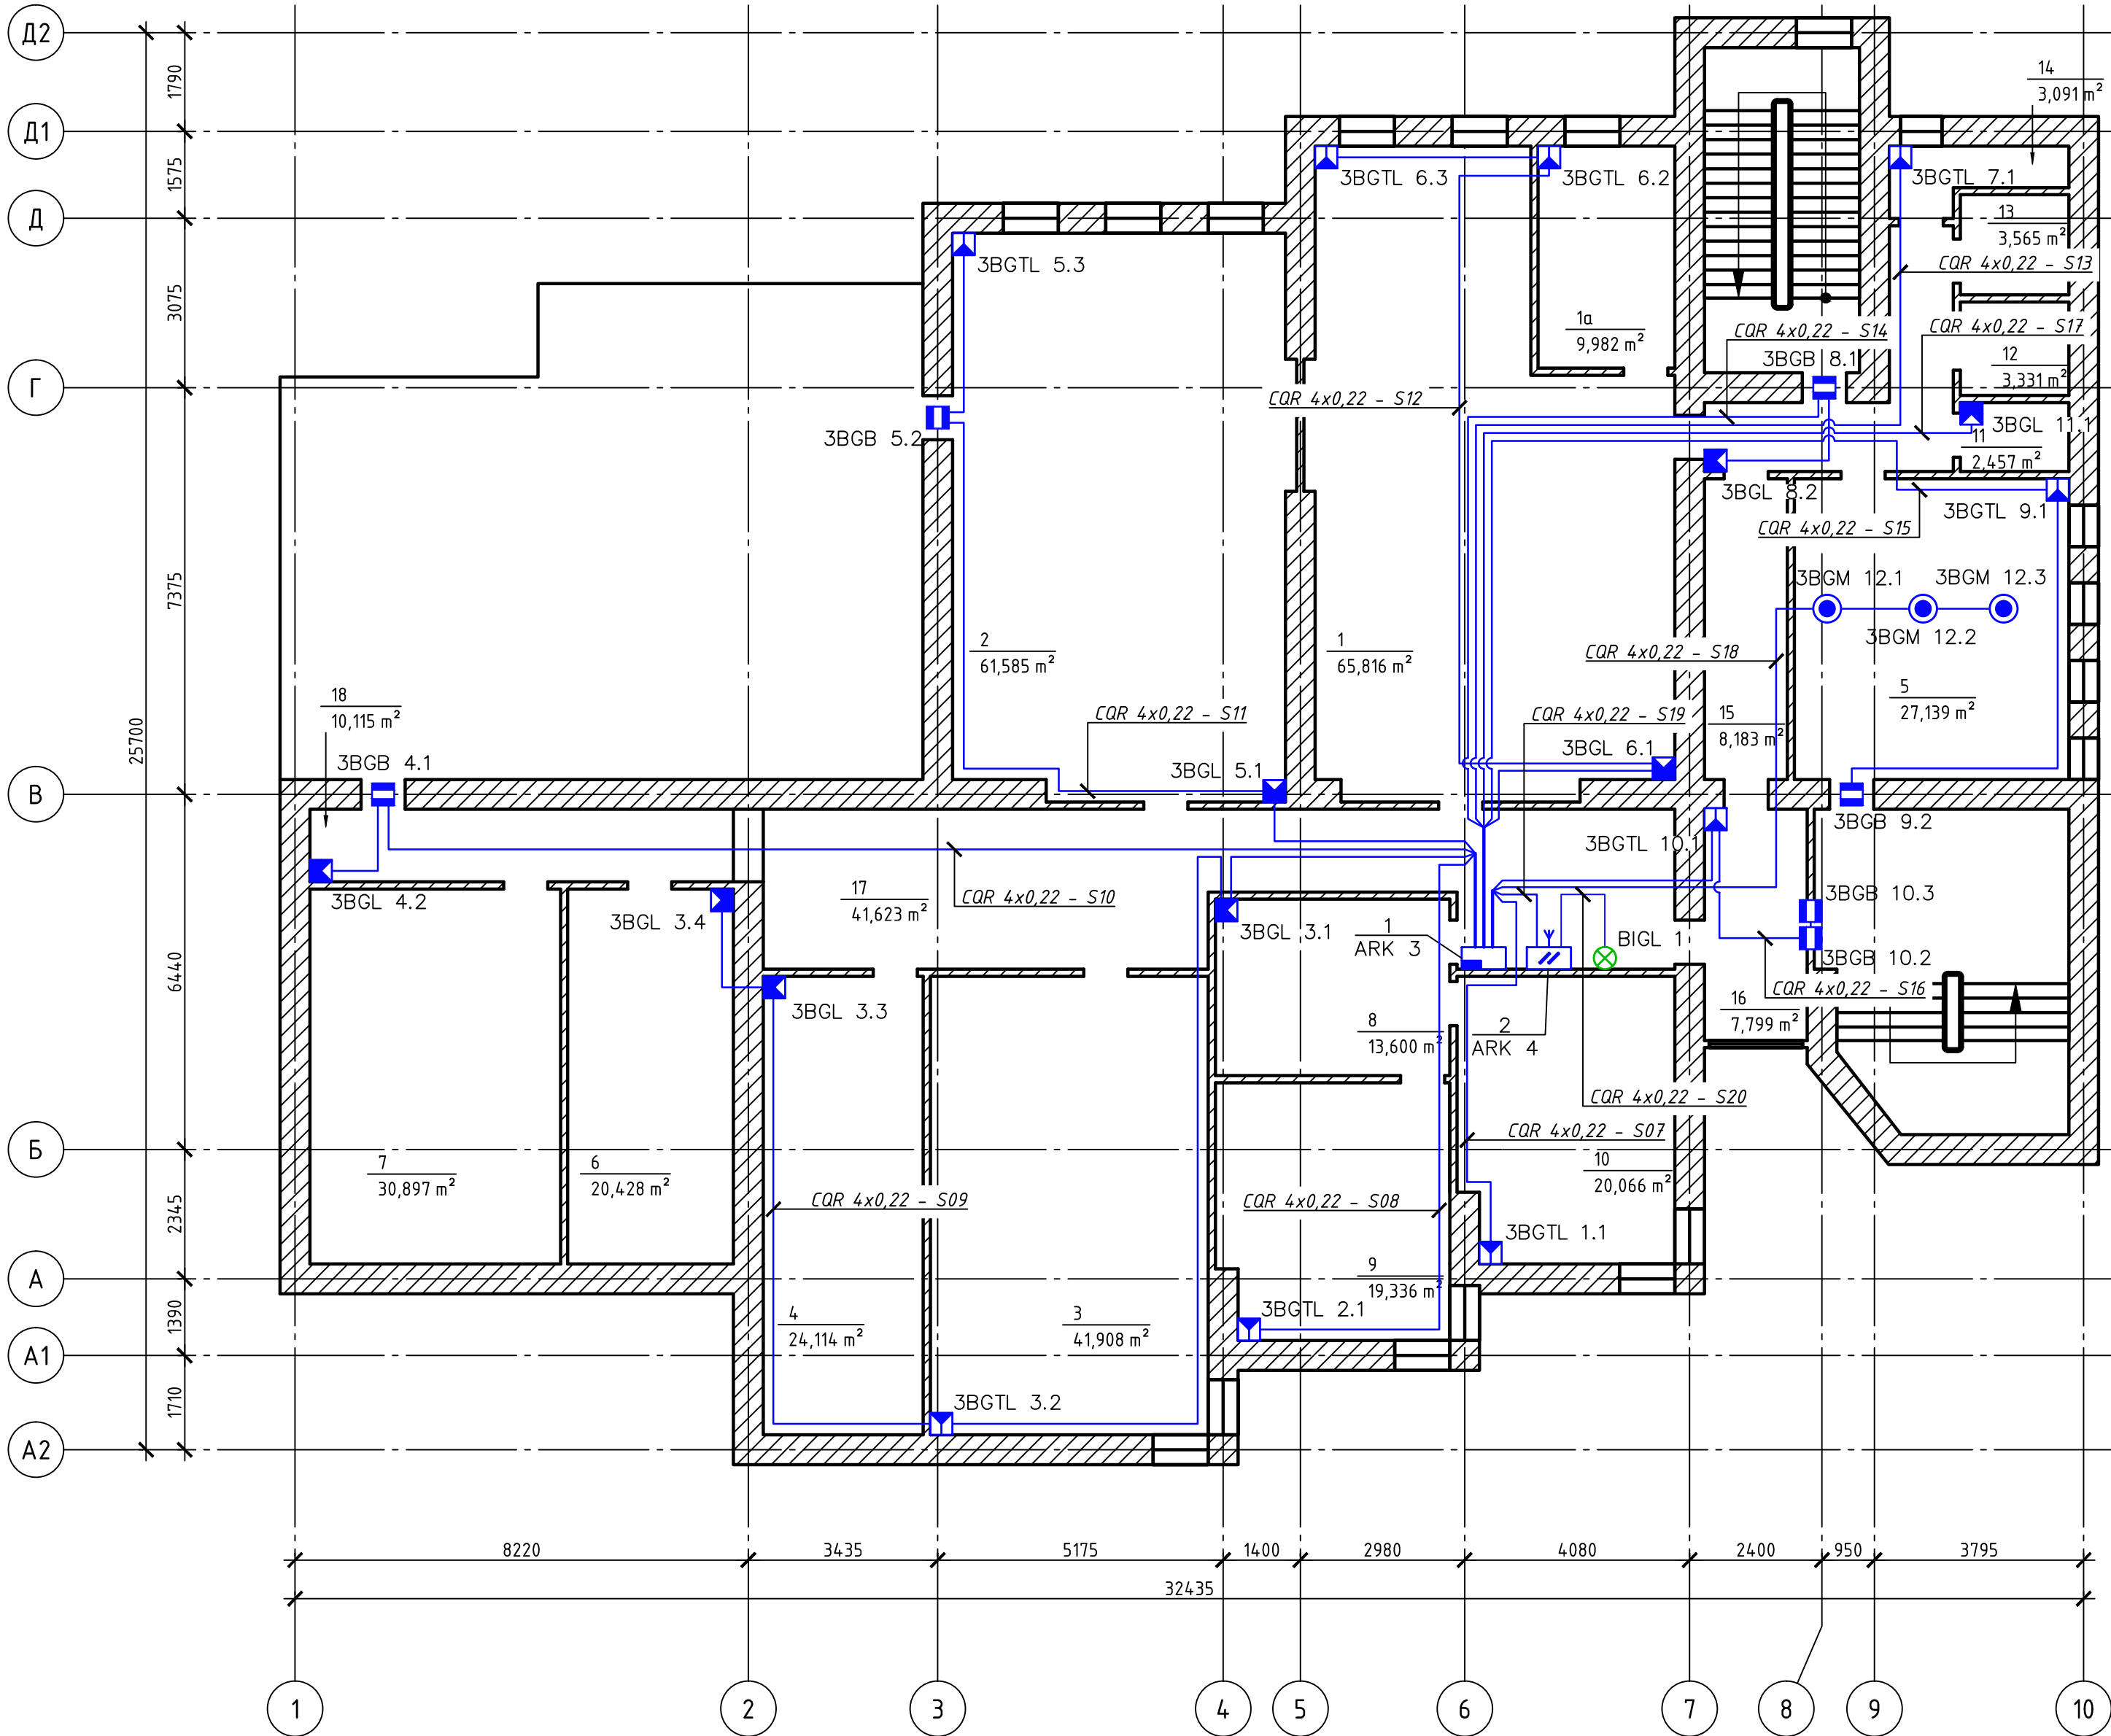 Д2
Д1
Д
Г
В
Б
А
А1
А2
1790
1575
3075
7375
6440
2345
1390
1710
25700
14
3,091 m²
3BGTL 6.3
3BGTL 6.2
3BGTL 7.1
13
3,565 m²
CQR 4x0,22 - S13
3BGTL 5.3
1a
9,982 m²
CQR 4x0,22 - S14
CQR 4x0,22 - S17
3BGB 8.1
12
3,331 m²
CQR 4x0,22 - S12
3BGB 5.2
3BGL 11.1
11
2,457 m²
3BGL 8.2
3BGTL 9.1
CQR 4x0,22 - S15
3BGM 12.1
3BGM 12.3
3BGM 12.2
2
61,585 m²
1
65,816 m²
CQR 4x0,22 - S18
5
27,139 m²
18
10,115 m²
CQR 4x0,22 - S11
CQR 4x0,22 - S19
15
8,183 m²
3BGB 4.1
3BGL 5.1
3BGL 6.1
3BGB 9.2
3BGTL 10.1
17
41,623 m²
CQR 4x0,22 - S10
3BGL 4.2
3BGL 3.4
3BGL 3.1
3BGB 10.3
1
ARK 3
BIGL 1
3BGB 10.2
CQR 4x0,22 - S16
3BGL 3.3
16
7,799 m²
8
13,600 m²
2
ARK 4
CQR 4x0,22 - S20
CQR 4x0,22 - S07
7
30,897 m²
6
20,428 m²
10
20,066 m²
CQR 4x0,22 - S09
CQR 4x0,22 - S08
3BGTL 1.1
9
19,336 m²
4
24,114 m²
3
41,908 m²
3BGTL 2.1
3BGTL 3.2
8220
3435
5175
1400
2980
4080
2400
950
3795
32435
1
2
3
4
5
6
7
8
9
10